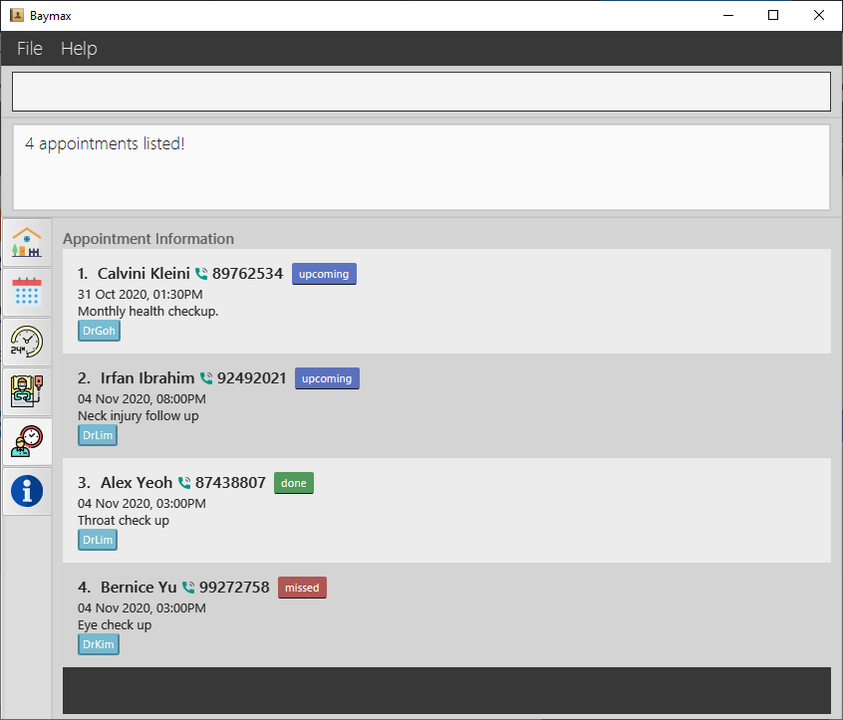 Baymax
File Help
4 appointments listed!
Appointment Information
1. Calvini Kleini 89762534 upcoming
31 Oct 2020, 01:30PM
Monthly health checkup.
DrGoh
2. Irfan Ibrahim 92492021 upcoming
04 Nov 2020, 08:00PM
Neck injury follow up
DrLim
3. Alex Yeoh 87438807 done
04 Nov 2020, 03:00PM
Throat check up
DrLim
4. Bernice Yu 99272758 missed
04 Nov 2020, 03:00PM
Eye check up
DrKim
24H